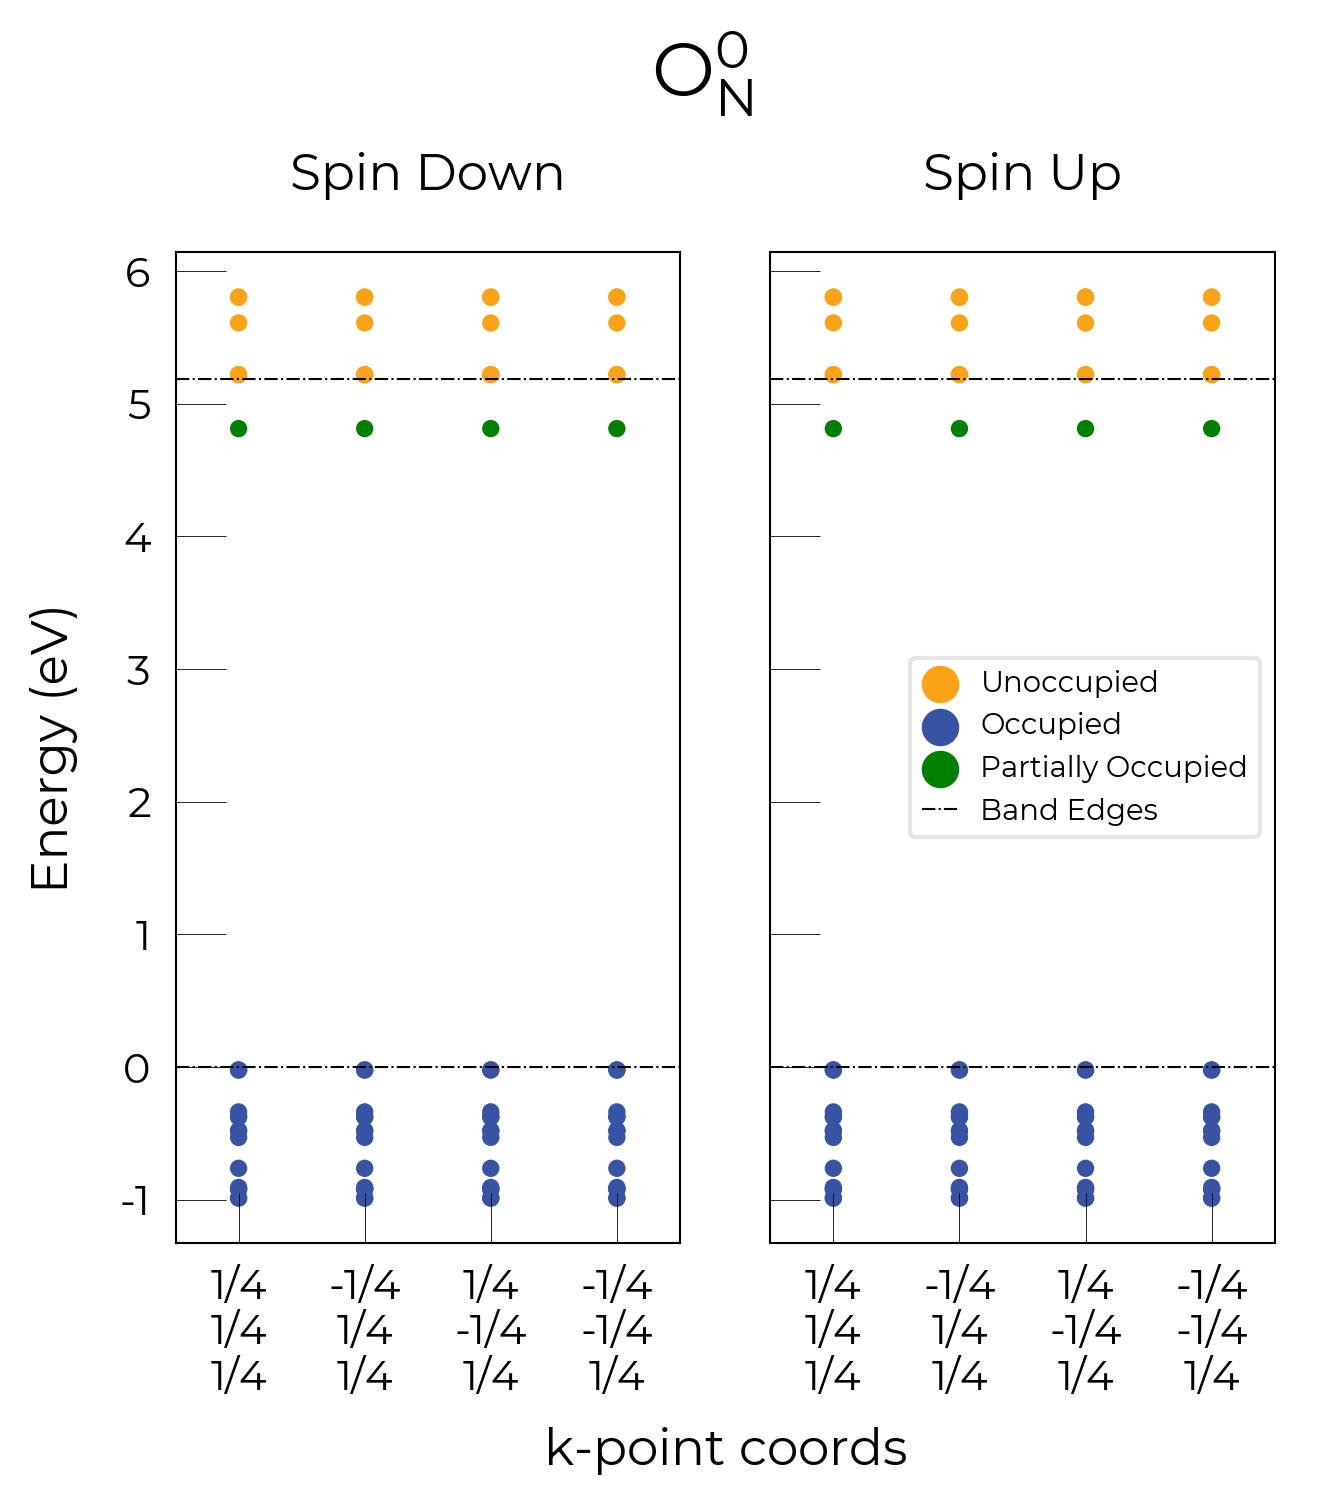 O⁰
N
Spin Down
Spin Up
Energy (eV)
6
5
4
3
2
1
0
-1
Unoccupied
Occupied
Partially Occupied
Band Edges
1/4 -1/4 1/4 -1/4 1/4 -1/4 1/4 -1/4
1/4 1/4 -1/4 -1/4 1/4 1/4 -1/4 -1/4
1/4 1/4 1/4 1/4 1/4 1/4 1/4 1/4
k-point coords